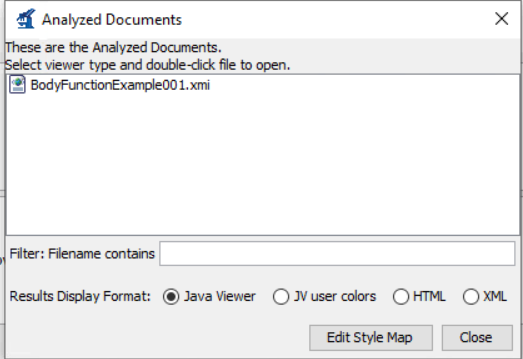 Analyzed Documents
These are the Analyzed Documents.
Select viewer type and double-click file to open.
BodyFunctionExample001.xmi
Filter: Filename contains
Results Display Format: Java Viewer JV user colors HTML XML
Edit Style Map Close